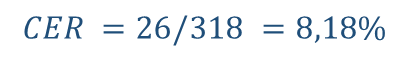 CER = 26/318 = 8,18%